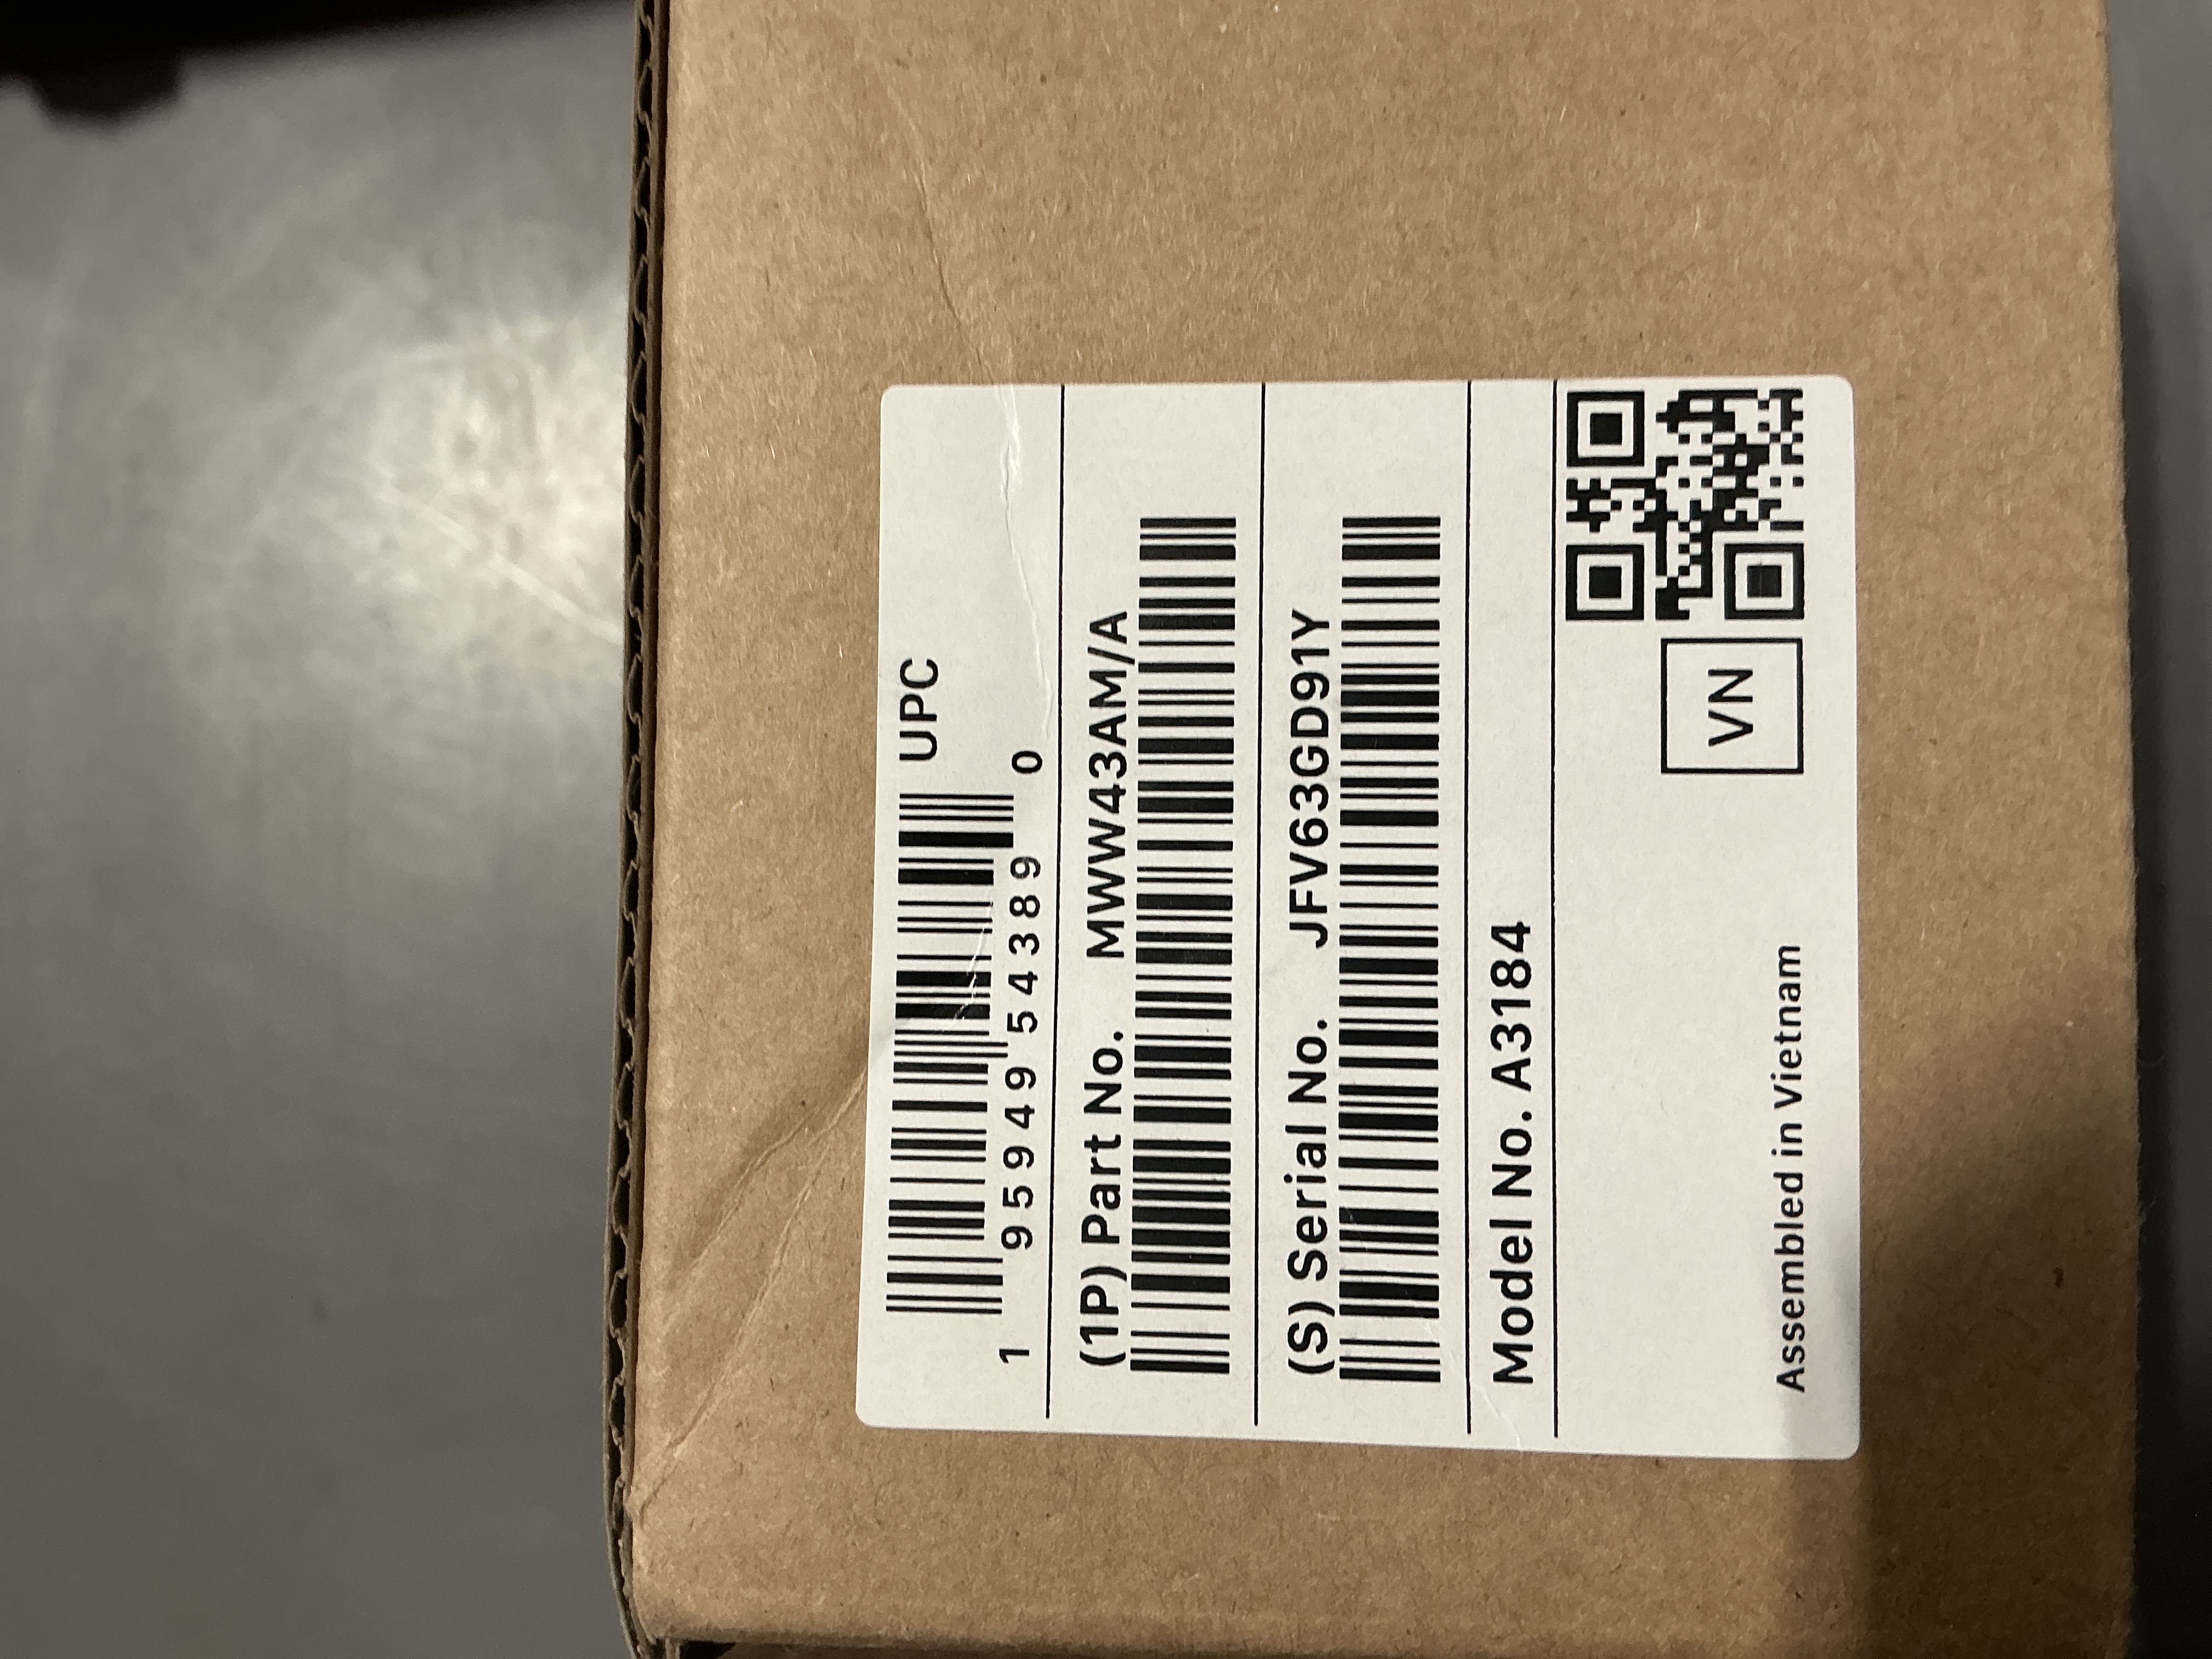 UPC
1 95949 54389 0
(1P) Part No. MWW43AM/A
(S) Serial No. JFV63GD91Y
Model No. A3184
VN
Assembled in Vietnam